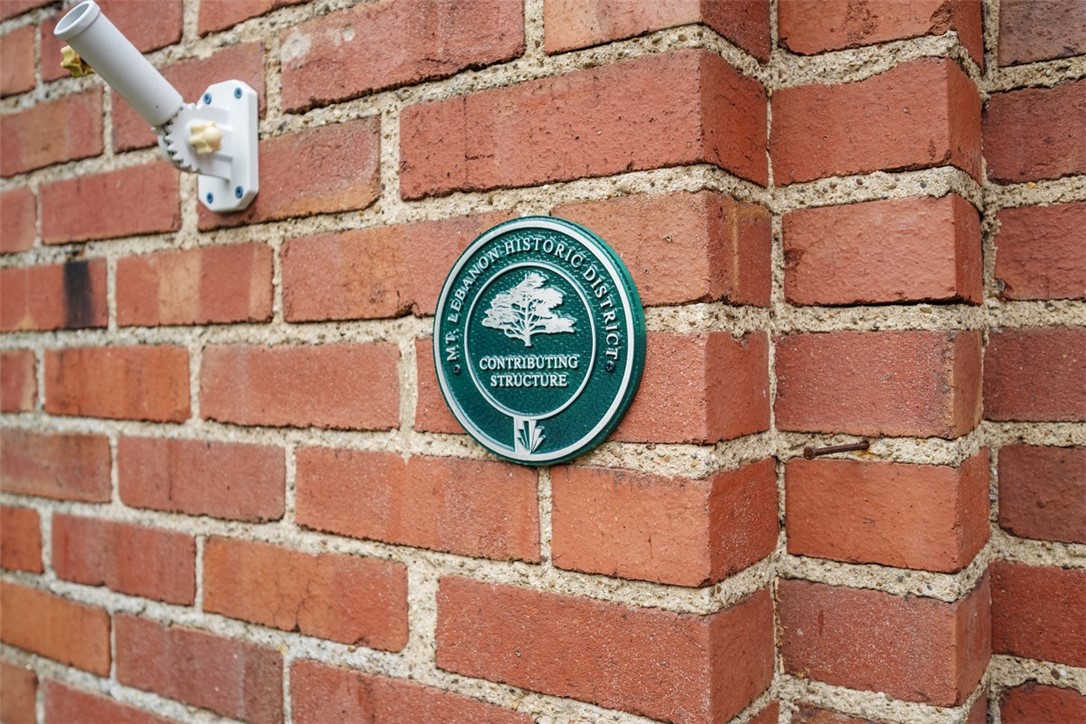 MT. LEBANON HISTORIC DISTRICT
CONTRIBUTING
STRUCTURE